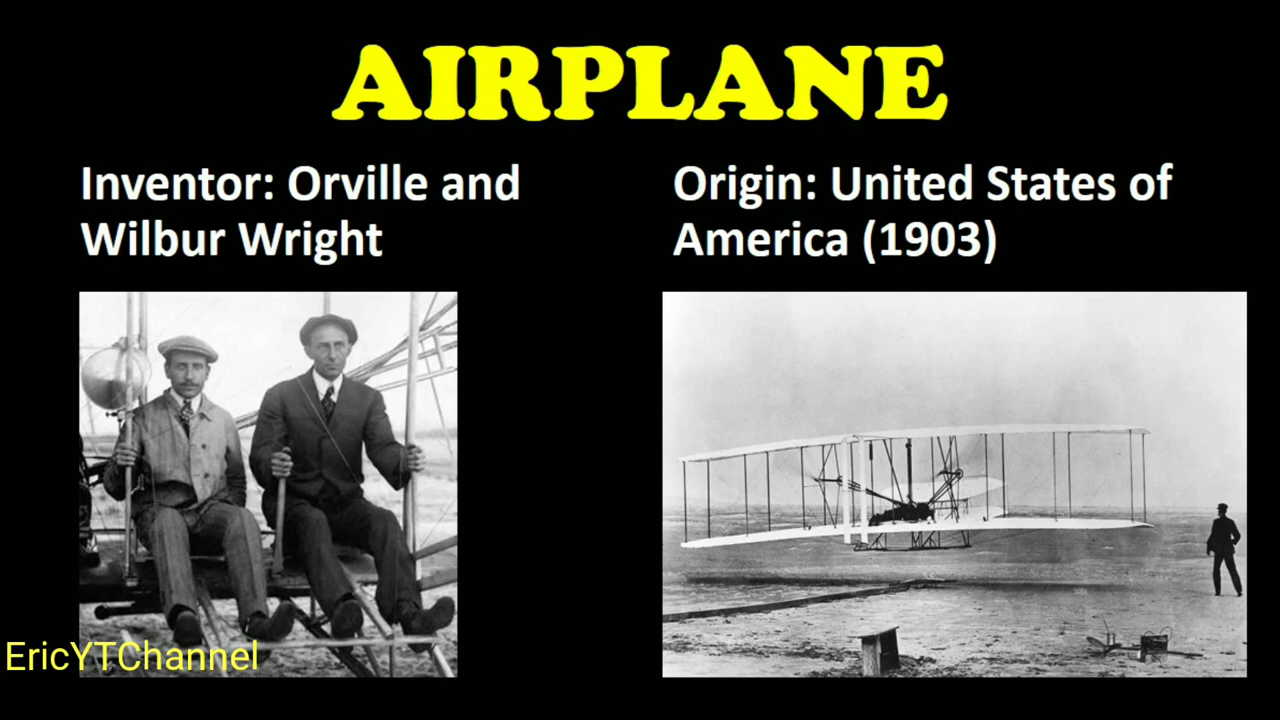 AIRPLANE
Inventor: Orville and
Wilbur Wright
Origin: United States of
America (1903)
EricYTChannel